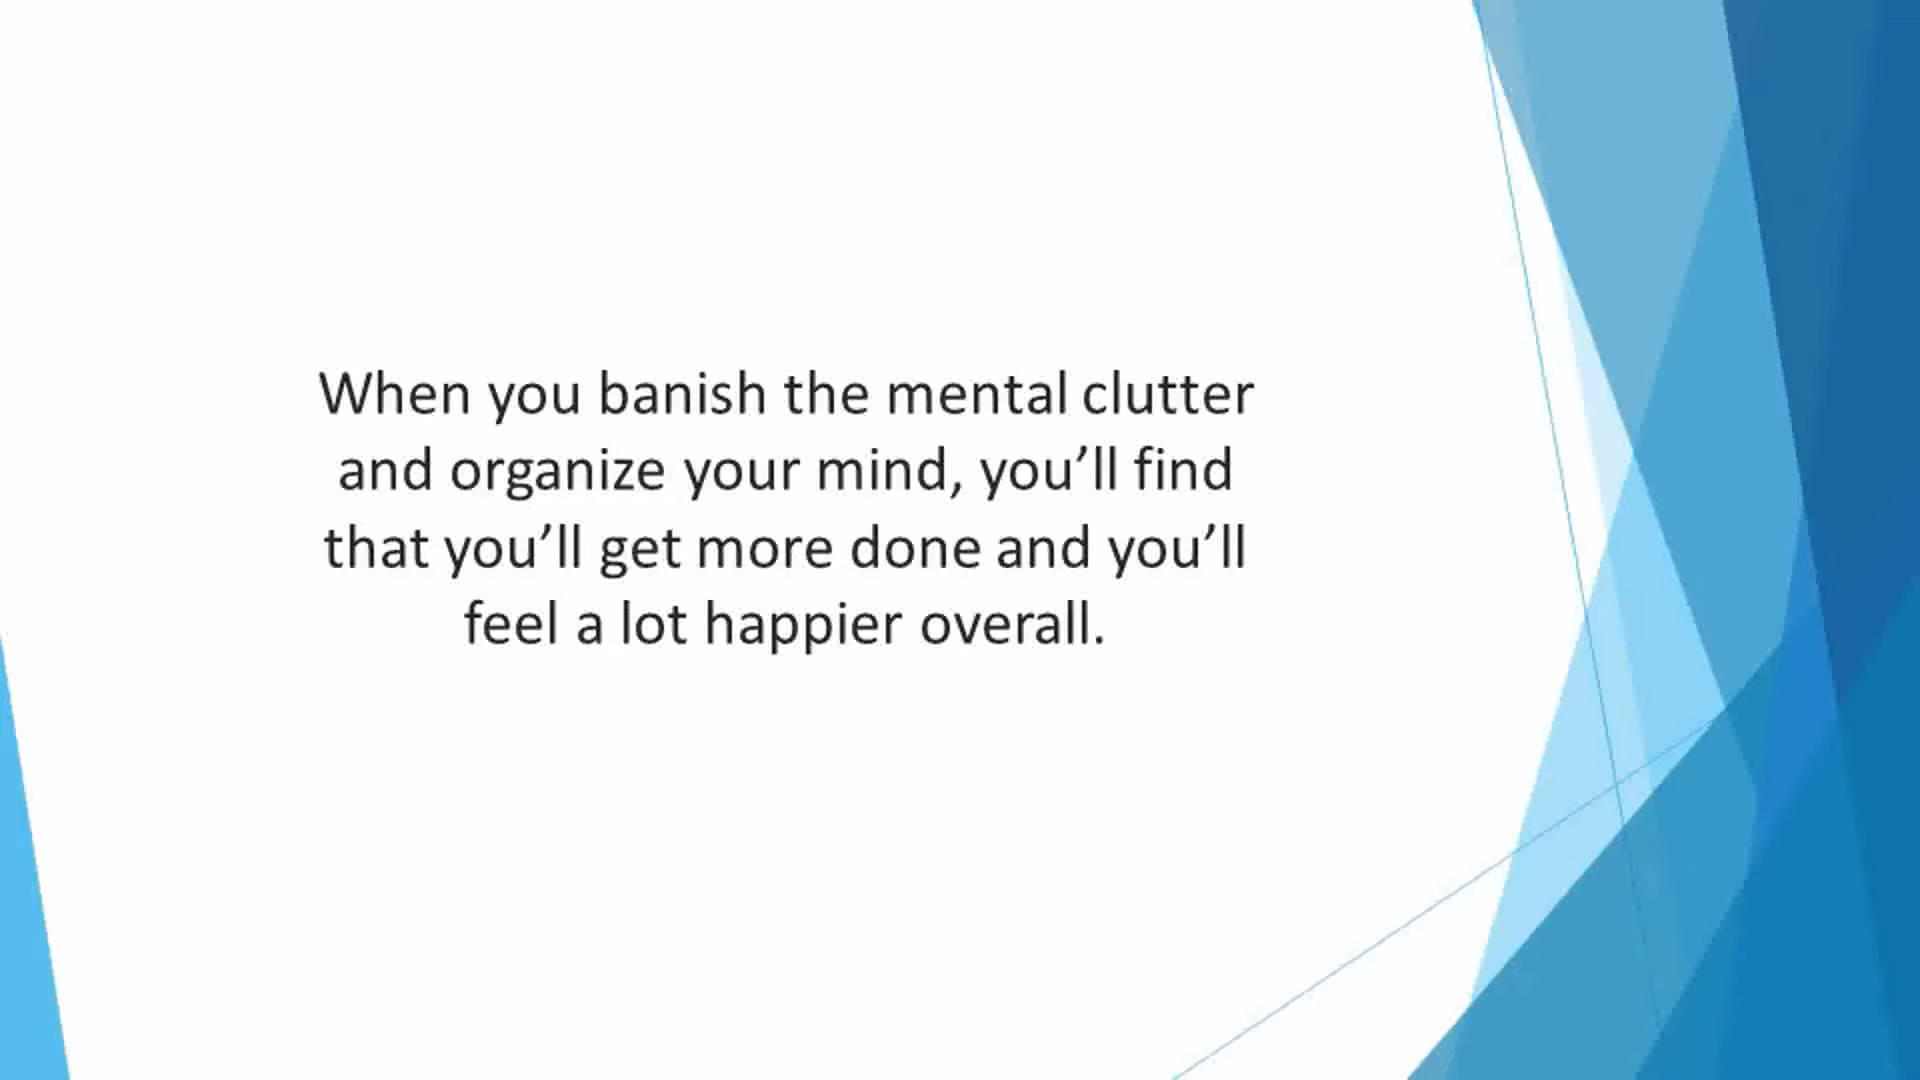 When you banish the mental clutter
and organize your mind, you’ll find
that you’ll get more done and you’ll
feel a lot happier overall.